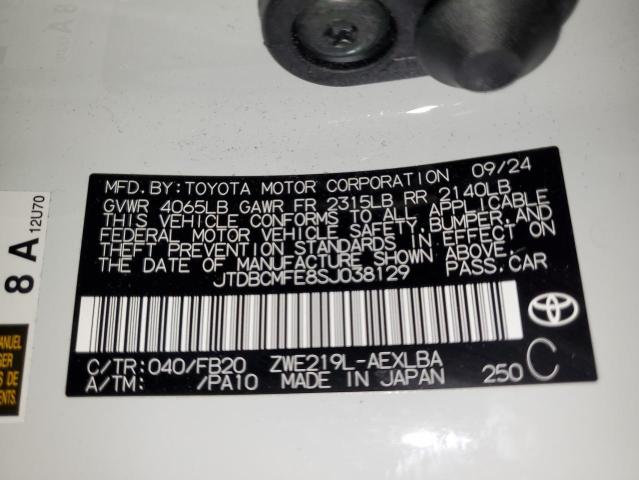 MFD. BY: TOYOTA MOTOR CORPORATION 09/24
GVWR 4065LB GAWR FR 2315LB RR 2140LB
THIS VEHICLE CONFORMS TO ALL APPLICABLE
FEDERAL MOTOR VEHICLE SAFETY, BUMPER, AND
THEFT PREVENTION STANDARDS IN EFFECT ON
THE DATE OF MANUFACTURE SHOWN ABOVE.
JTDBCMFE8SJ038129 PASS. CAR
C/TR: 040/FB20 ZWE219L-AEXLBA
A/TM: /PA10 MADE IN JAPAN 250 C
8 A 12U70
MANUEL
ENTS.